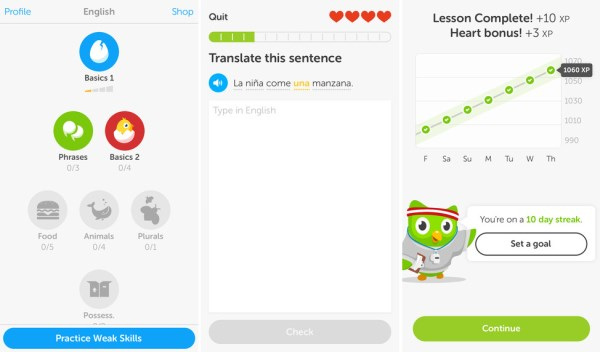 Profile English Shop
Basics 1
Phrases Basics 2
0/3 0/4
Food Animals Plurals
0/5 0/4 0/1
Possess.
Practice Weak Skills
Quit
Translate this sentence
La niña come una manzana.
Type in English
Check
Lesson Complete! +10 XP
Heart bonus! +3 XP
1070
1060 XP
1050
1030
1010
990
F Sa Su M Tu W Th
You're on a 10 day streak.
Set a goal
Continue